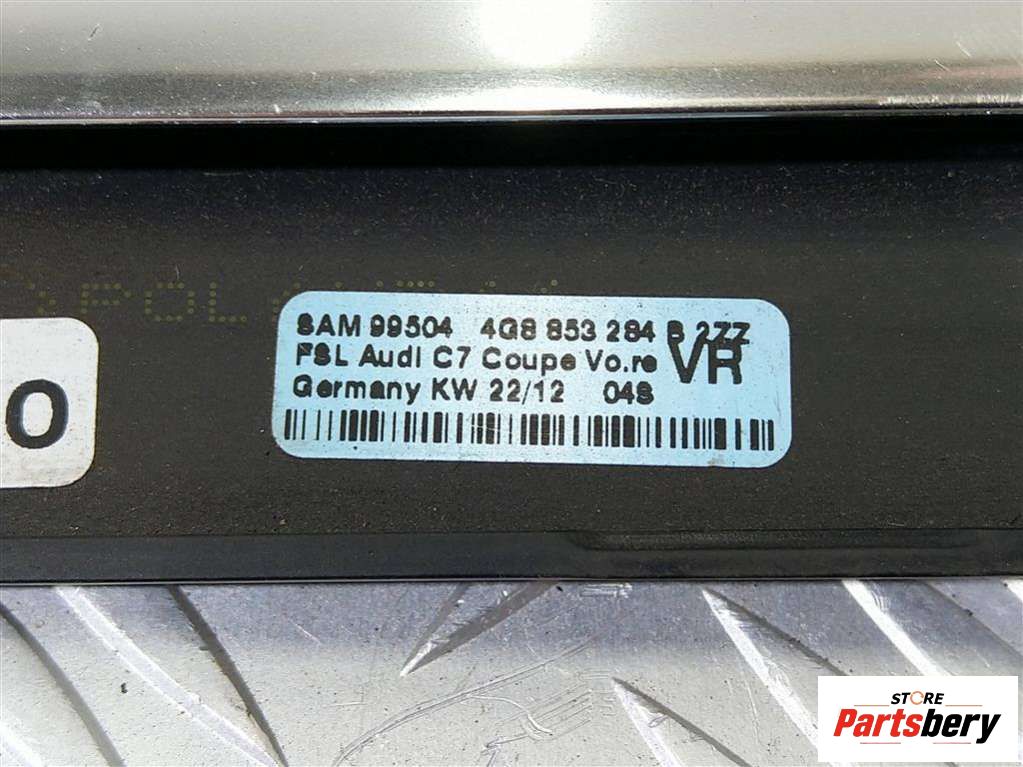 SAM 99504 4G8 853 284 B 2ZZ
FSL Audi C7 Coupe Vo.re VR
Germany KW 22/12 04S
0
STORE
Partsbery